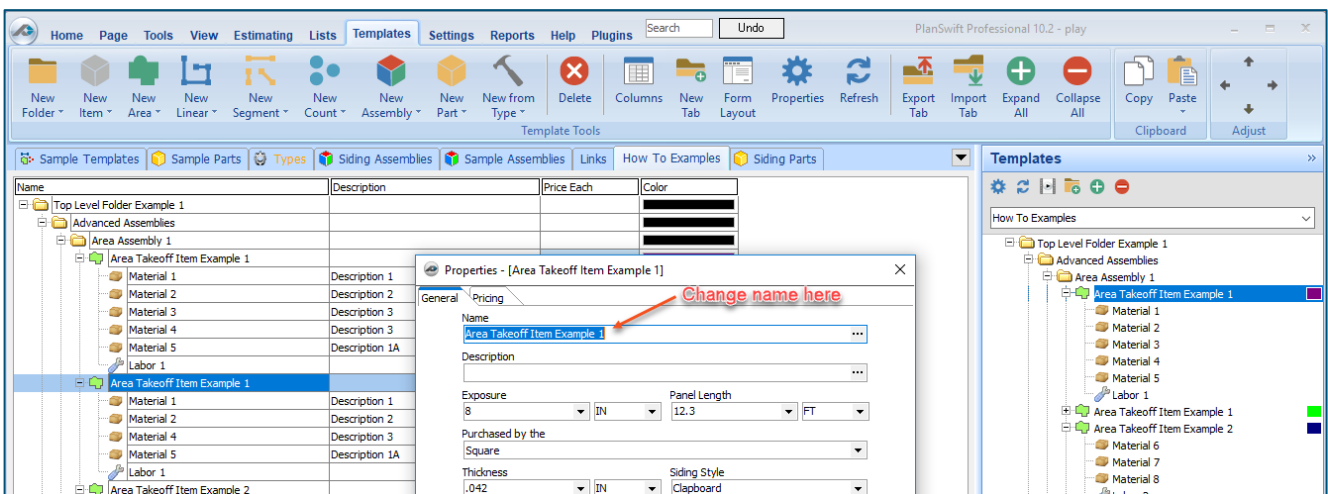 Home Page Tools View Estimating Lists Templates Settings Reports Help Plugins Search Undo PlanSwift Professional 10.2 - play
New Folder New Item New Area New Linear New Segment New Count New Assembly New Part New from Type Delete Columns New Tab Form Layout Properties Refresh Export Tab Import Tab Expand All Collapse All Copy Paste
Template Tools Clipboard Adjust
Sample Templates Sample Parts Types Siding Assemblies Sample Assemblies Links How To Examples Siding Parts
Name Description Price Each Color
Top Level Folder Example 1
Advanced Assemblies
Area Assembly 1
Area Takeoff Item Example 1
Material 1 Description 1
Material 2 Description 2
Material 3 Description 3
Material 4 Description 3
Material 5 Description 1A
Labor 1
Area Takeoff Item Example 1
Material 1 Description 1
Material 2 Description 2
Material 4 Description 3
Material 5 Description 1A
Labor 1
Area Takeoff Item Example 2
Properties - [Area Takeoff Item Example 1]
General Pricing
Change name here
Name
Area Takeoff Item Example 1
Description
Exposure Panel Length
8 IN 12.3 FT
Purchased by the
Square
Thickness Siding Style
.042 IN Clapboard
Templates
How To Examples
Top Level Folder Example 1
Advanced Assemblies
Area Assembly 1
Area Takeoff Item Example 1
Material 1
Material 2
Material 3
Material 4
Material 5
Labor 1
Area Takeoff Item Example 1
Area Takeoff Item Example 2
Material 6
Material 7
Material 8